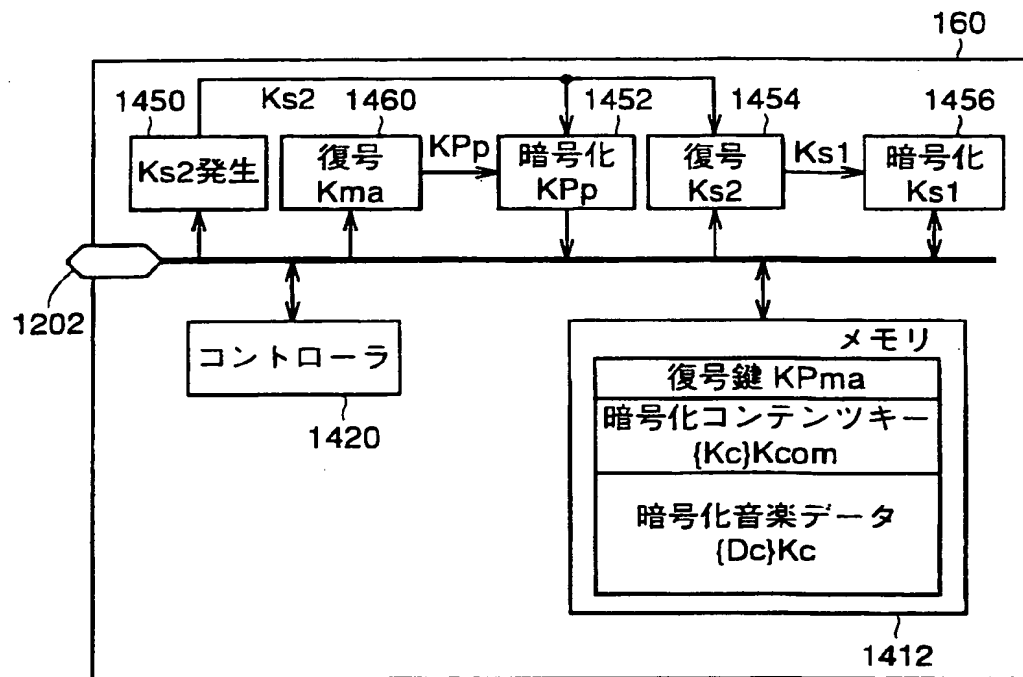 160
1450
Ks2
1460
1452
1454
1456
Ks2発生
復号
Kma
KPp
暗号化
KPp
復号
Ks2
Ks1
暗号化
Ks1
1202
コントローラ
1420
メモリ
復号鍵 KPma
暗号化コンテンツキー
{Kc}Kcom
暗号化音楽データ
{Dc}Kc
1412